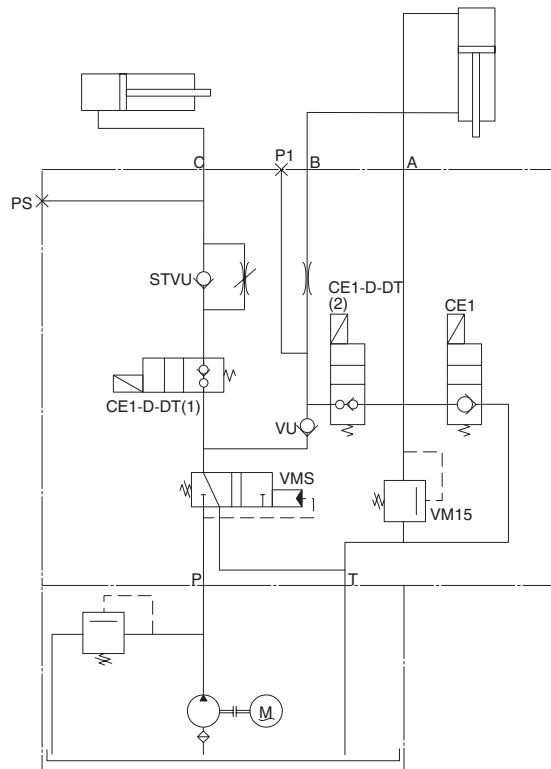 C
P1
B
A
PS
STVU
CE1-D-DT
(2)
CE1
CE1-D-DT(1)
VU
VMS
VM15
P
T
M